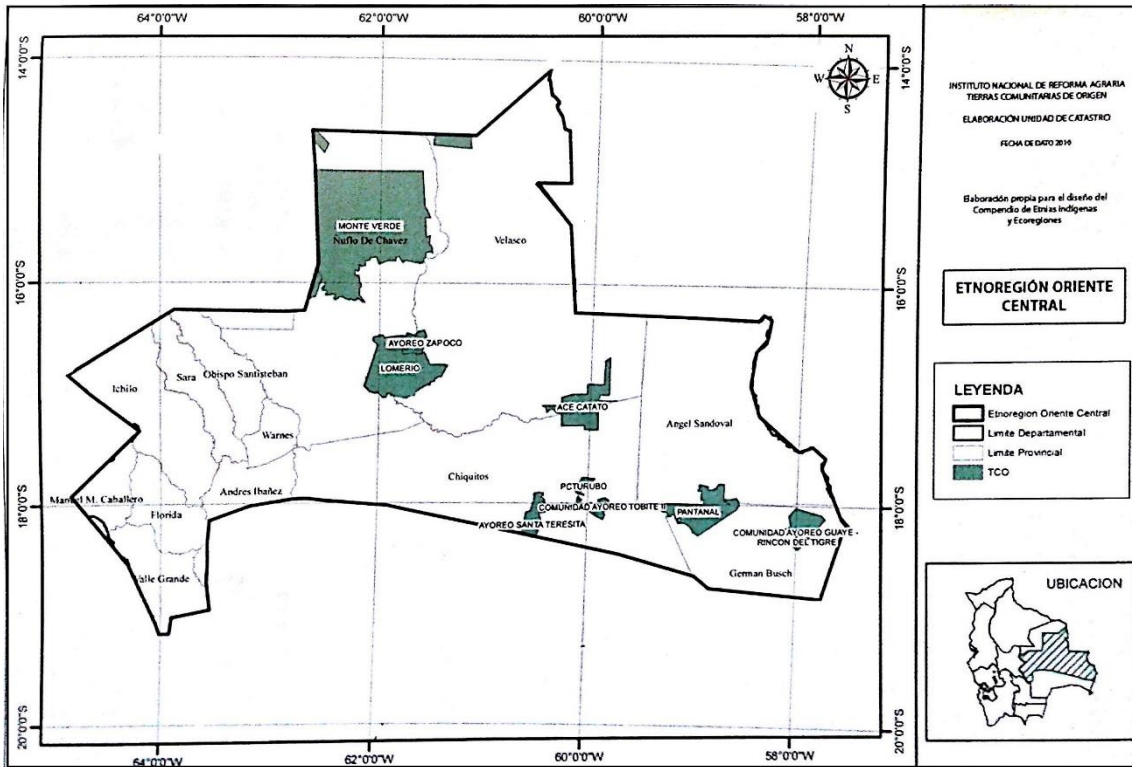 64°0'0"W
62°0'0"W
60°0'0"W
58°0'0"W
14°0'0"S
14°0'0"S
N
W
E
S
MONTE VERDE
Ñuflo De Chavez
Velasco
16°0'0"S
16°0'0"S
AYOREO ZAPOCO
LOMERIO
Ichilo
Sara
Obispo Santisteban
Warnes
ACE CATATO
Angel Sandoval
Chiquitos
Andres Ibañez
Manuel M. Caballero
Florida
PCTURUBO
COMUNIDAD AYOREO TOBITE II
AYOREO SANTA TERESITA
PANTANAL
COMUNIDAD AYOREO GUAYE -
RINCON DEL TIGRE
German Busch
Valle Grande
18°0'0"S
18°0'0"S
20°0'0"S
20°0'0"S
64°0'0"W
62°0'0"W
60°0'0"W
58°0'0"W
INSTITUTO NACIONAL DE REFORMA AGRARIA
TIERRAS COMUNITARIAS DE ORIGEN
ELABORACIÓN UNIDAD DE CATASTRO
FECHA DE DATO 2010
Elaboración propia para el diseño del
Compendio de Etnias indígenas
y Ecoregiones
ETNOREGIÓN ORIENTE
CENTRAL
LEYENDA
Etnoregion Oriente Central
Limite Departamental
Limite Provincial
TCO
UBICACION